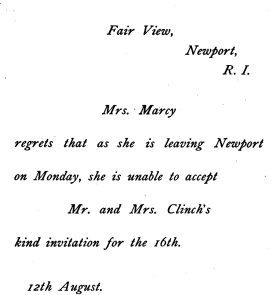 Fair View,
Newport,
R. I.
Mrs. Marcy
regrets that as she is leaving Newport
on Monday, she is unable to accept
Mr. and Mrs. Clinch's
kind invitation for the 16th.
12th August.